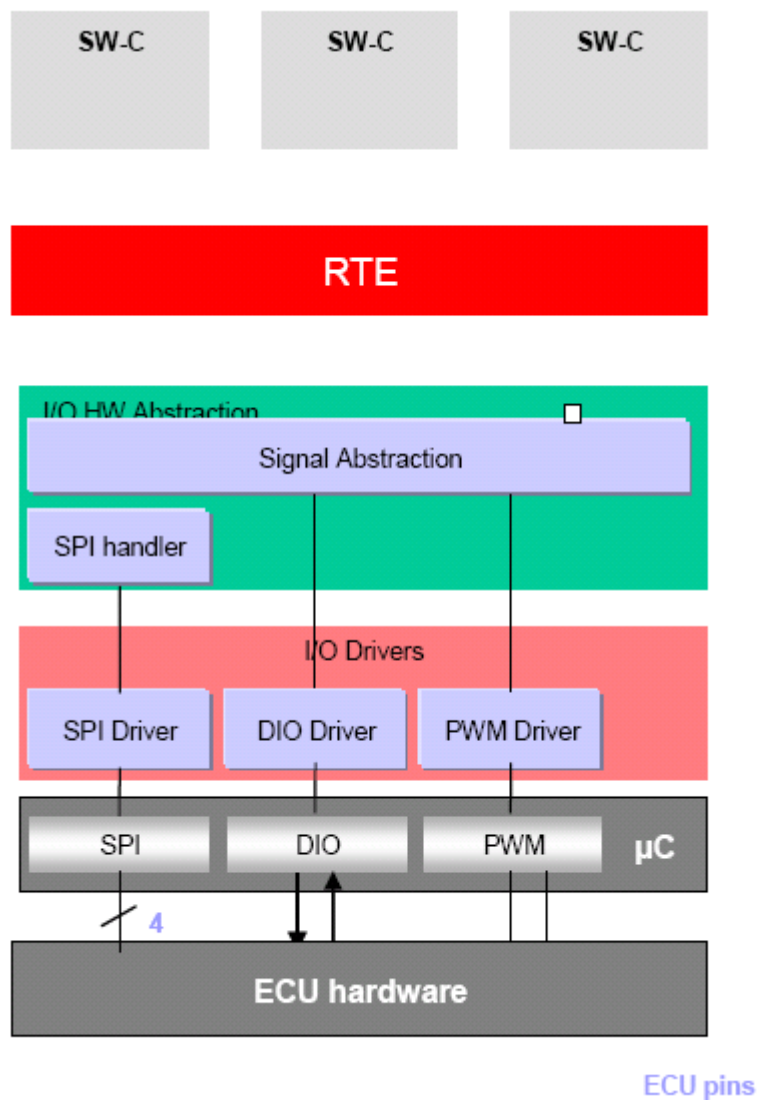 SW-C SW-C SW-C
RTE
I/O HW Abstraction
Signal Abstraction
SPI handler
I/O Drivers
SPI Driver DIO Driver PWM Driver
SPI DIO PWM µC
4
ECU hardware
ECU pins